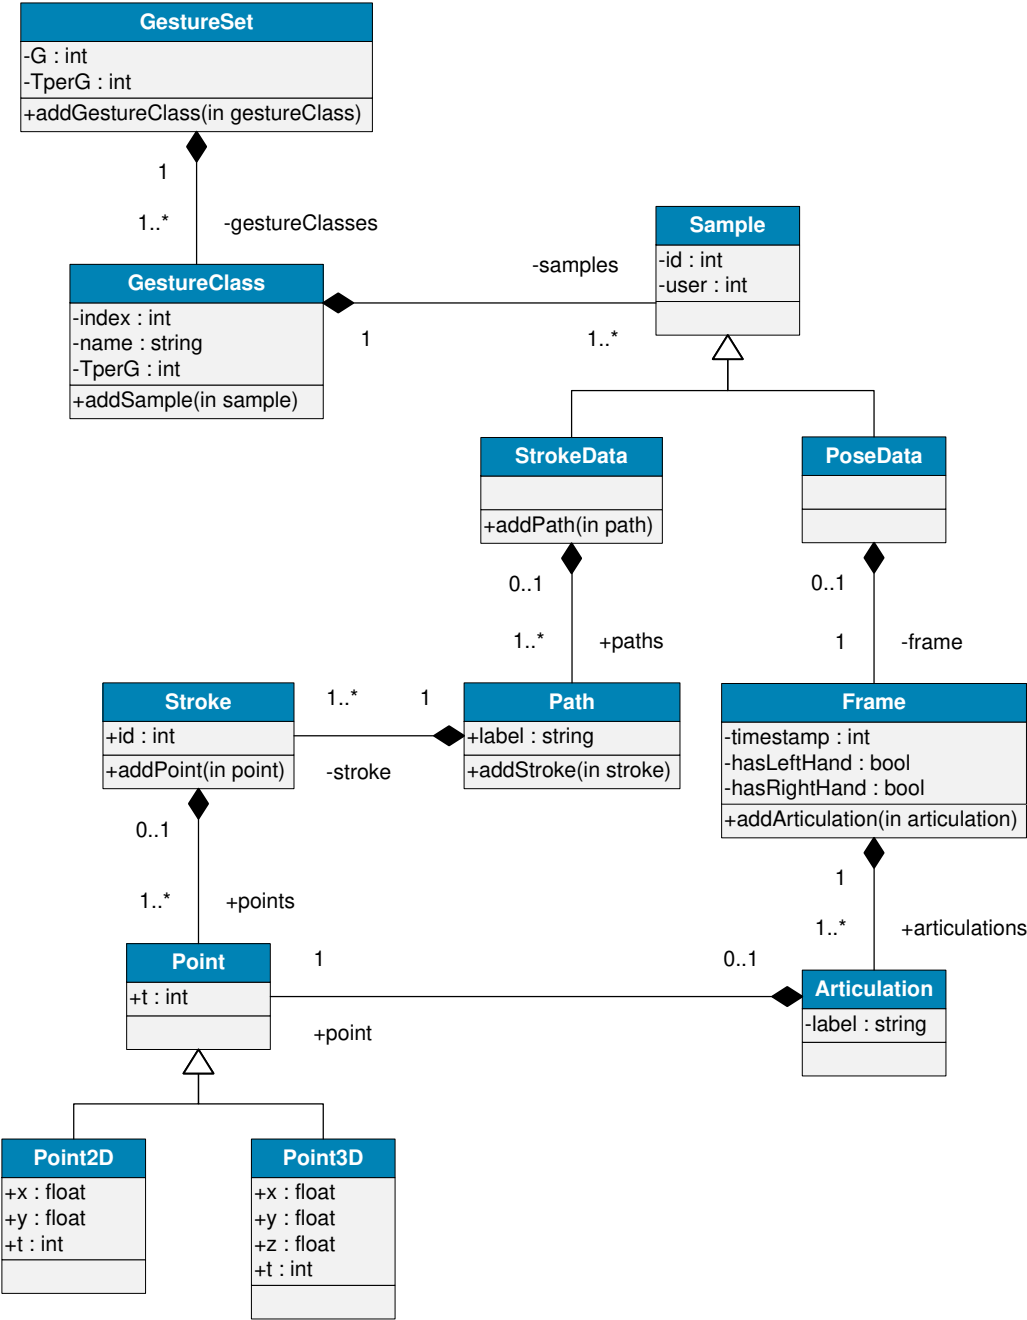 GestureSet
-G : int
-TperG : int
+addGestureClass(in gestureClass)
1
1..*
-gestureClasses
GestureClass
-index : int
-name : string
-TperG : int
+addSample(in sample)
-samples
1
1..*
Sample
-id : int
-user : int
StrokeData
+addPath(in path)
PoseData
0..1
1..*
+paths
0..1
1
-frame
Stroke
+id : int
+addPoint(in point)
1..*
1
-stroke
Path
+label : string
+addStroke(in stroke)
Frame
-timestamp : int
-hasLeftHand : bool
-hasRightHand : bool
+addArticulation(in articulation)
0..1
1..*
+points
1
1..*
+articulations
Point
+t : int
1
0..1
+point
Articulation
-label : string
Point2D
+x : float
+y : float
+t : int
Point3D
+x : float
+y : float
+z : float
+t : int